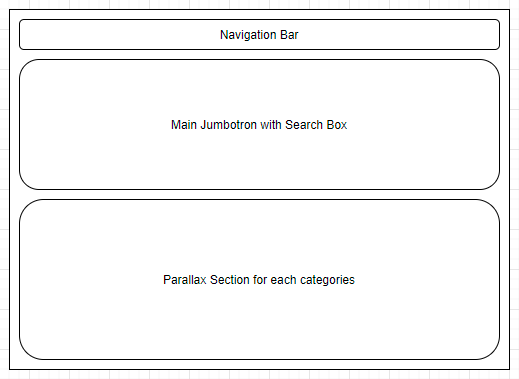 Navigation Bar
Main Jumbotron with Search Box
Parallax Section for each categories